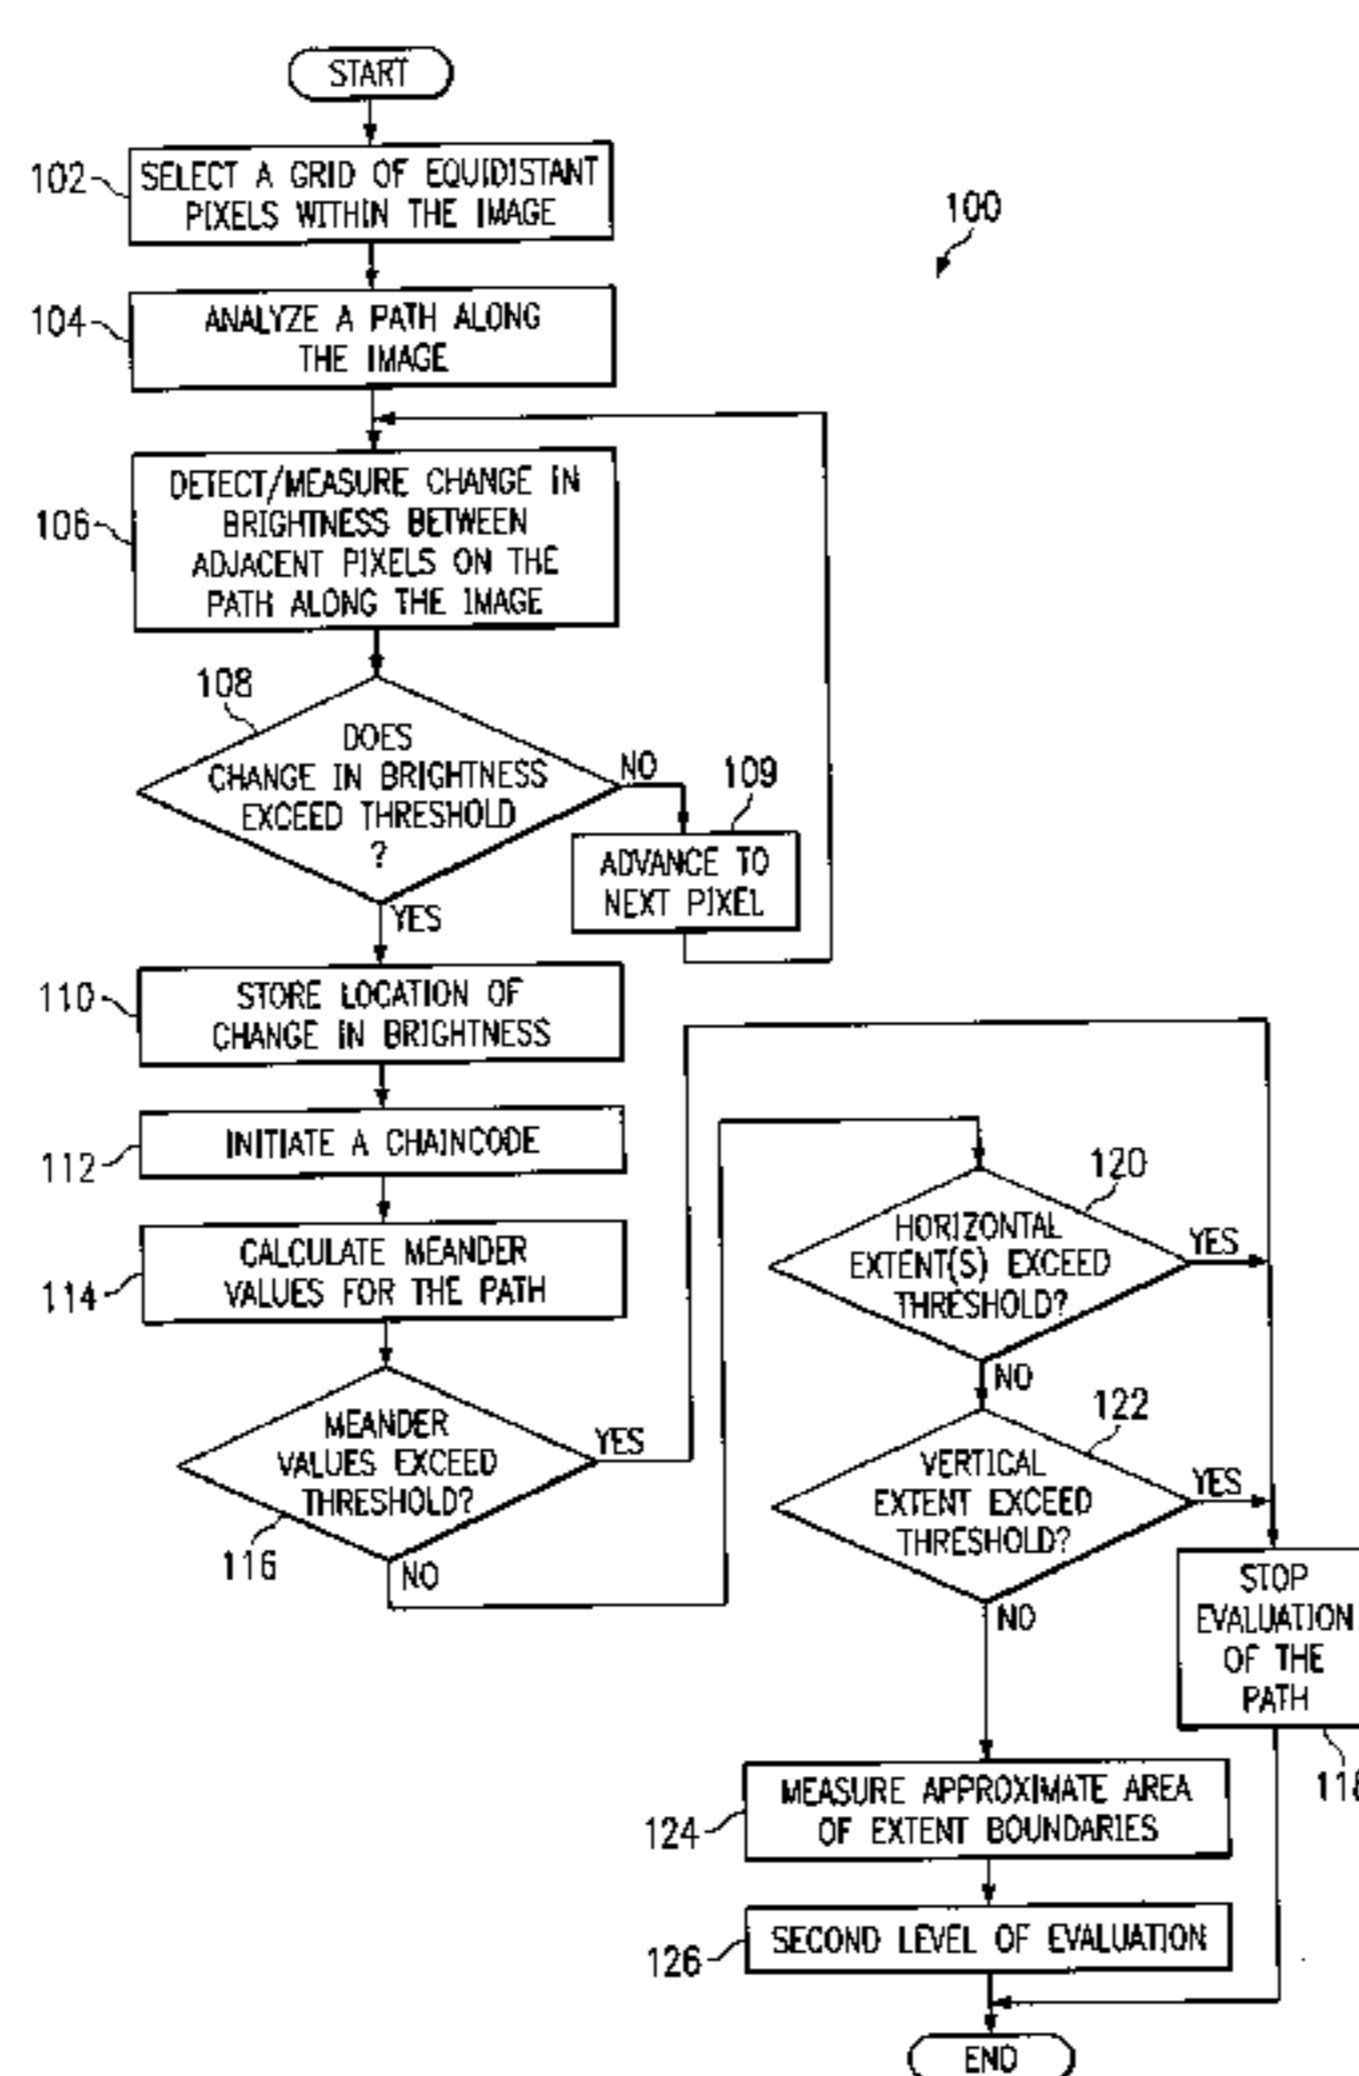 START
102
SELECT A GRID OF EQUIDISTANT
PIXELS WITHIN THE IMAGE
100
104
ANALYZE A PATH ALONG
THE IMAGE
106
DETECT/MEASURE CHANGE IN
BRIGHTNESS BETWEEN
ADJACENT PIXELS ON THE
PATH ALONG THE IMAGE
108
DOES
CHANGE IN BRIGHTNESS
EXCEED THRESHOLD
?
NO
109
ADVANCE TO
NEXT PIXEL
YES
110
STORE LOCATION OF
CHANGE IN BRIGHTNESS
112
INITIATE A CHAINCODE
114
CALCULATE MEANDER
VALUES FOR THE PATH
MEANDER
VALUES EXCEED
THRESHOLD?
YES
116
NO
120
HORIZONTAL
EXTENT(S) EXCEED
THRESHOLD?
YES
NO
122
VERTICAL
EXTENT EXCEED
THRESHOLD?
YES
NO
STOP
EVALUATION
OF THE
PATH
124
MEASURE APPROXIMATE AREA
OF EXTENT BOUNDARIES
126
SECOND LEVEL OF EVALUATION
END